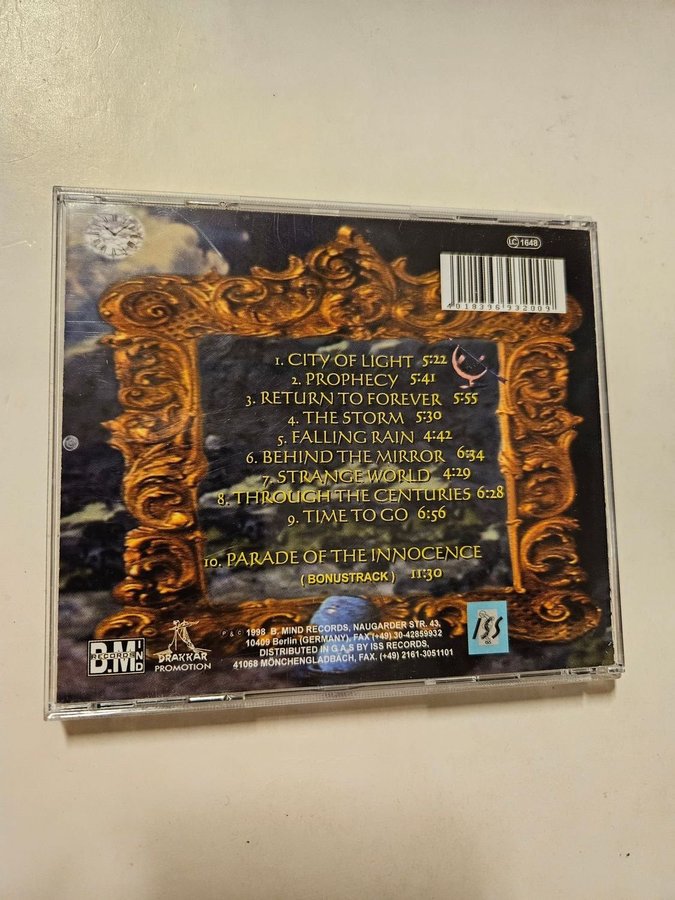 LC 1648
4018396932009
1. CITY OF LIGHT 5:22
2. PROPHECY 5:41
3. RETURN TO FOREVER 5:55
4. THE STORM 5:30
5. FALLING RAIN 4:42
6. BEHIND THE MIRROR 6:34
7. STRANGE WORLD 4:29
8. THROUGH THE CENTURIES 6:28
9. TIME TO GO 6:56
10. PARADE OF THE INNOCENCE
( BONUSTRACK ) 11:30
B.MIND
RECORDS
DRAKKAR
PROMOTION
P & C 1998 B. MIND RECORDS, NAUGARDER STR. 43,
10409 Berlin (GERMANY), FAX (+49) 30-42859932
DISTRIBUTED IN G.A,S BY ISS RECORDS,
41068 MÖNCHENGLADBACH, FAX. (+49) 2161-3051101
ISS